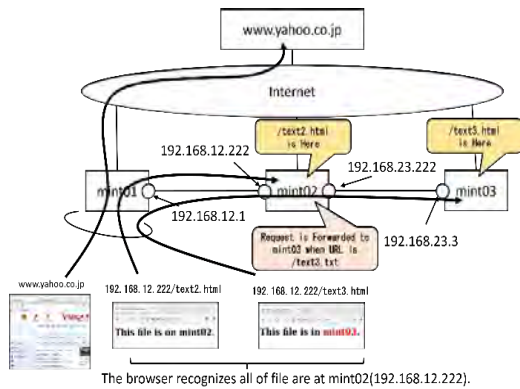 www.yahoo.co.jp
Internet
/text2.html
is Here
/text3.html
is Here
192.168.12.222
192.168.23.222
mint01
mint02
mint03
192.168.12.1
192.168.23.3
Request is Forwarded to
mint03 when URL is
/text3.txt
www.yahoo.co.jp
192.168.12.222/text2.html
192.168.12.222/text3.html
This file is on mint02.
This file is in mint03.
The browser recognizes all of file are at mint02(192.168.12.222).